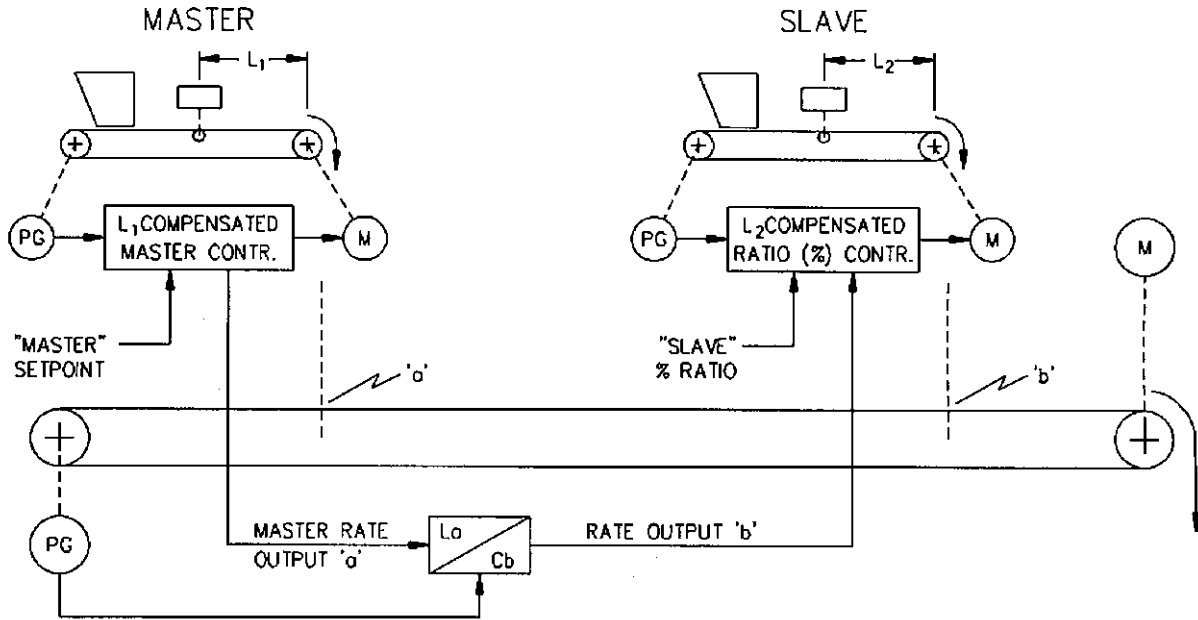 MASTER
SLAVE
L₁
L₂
PG
L₁COMPENSATED
MASTER CONTR.
M
PG
L₂COMPENSATED
RATIO (%) CONTR.
M
M
"MASTER"
SETPOINT
'a'
"SLAVE"
% RATIO
'b'
PG
MASTER RATE
OUTPUT 'a'
La
Cb
RATE OUTPUT 'b'